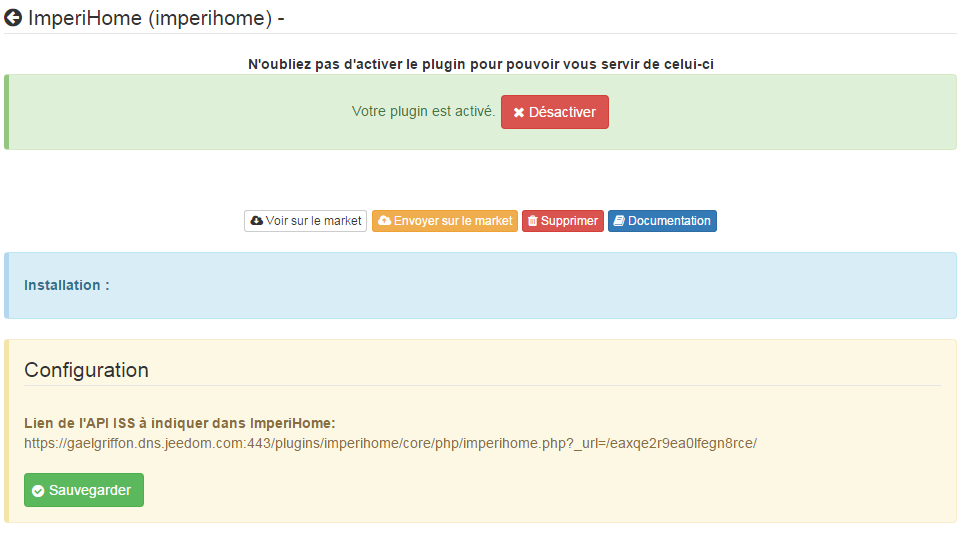 ImperiHome (imperihome) -
N'oubliez pas d'activer le plugin pour pouvoir vous servir de celui-ci
Votre plugin est activé. Désactiver
Voir sur le market Envoyer sur le market Supprimer Documentation
Installation :
Configuration
Lien de l'API ISS à indiquer dans ImperiHome:
https://gaelgriffon.dns.jeedom.com:443/plugins/imperihome/core/php/imperihome.php?_url=/eaxqe2r9ea0lfegn8rce/
Sauvegarder